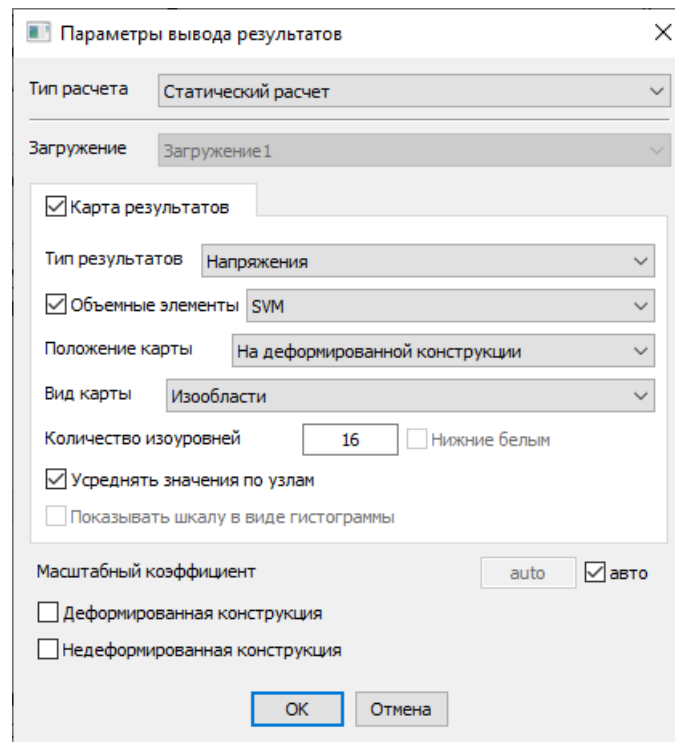 Параметры вывода результатов
Тип расчета Статический расчет
Загружение Загружение1
Карта результатов
Тип результатов Напряжения
Объемные элементы SVM
Положение карты На деформированной конструкции
Вид карты Изообласти
Количество изоуровней 16 Нижние белым
Усреднять значения по узлам
Показывать шкалу в виде гистограммы
Масштабный коэффициент auto авто
Деформированная конструкция
Недеформированная конструкция
OK Отмена